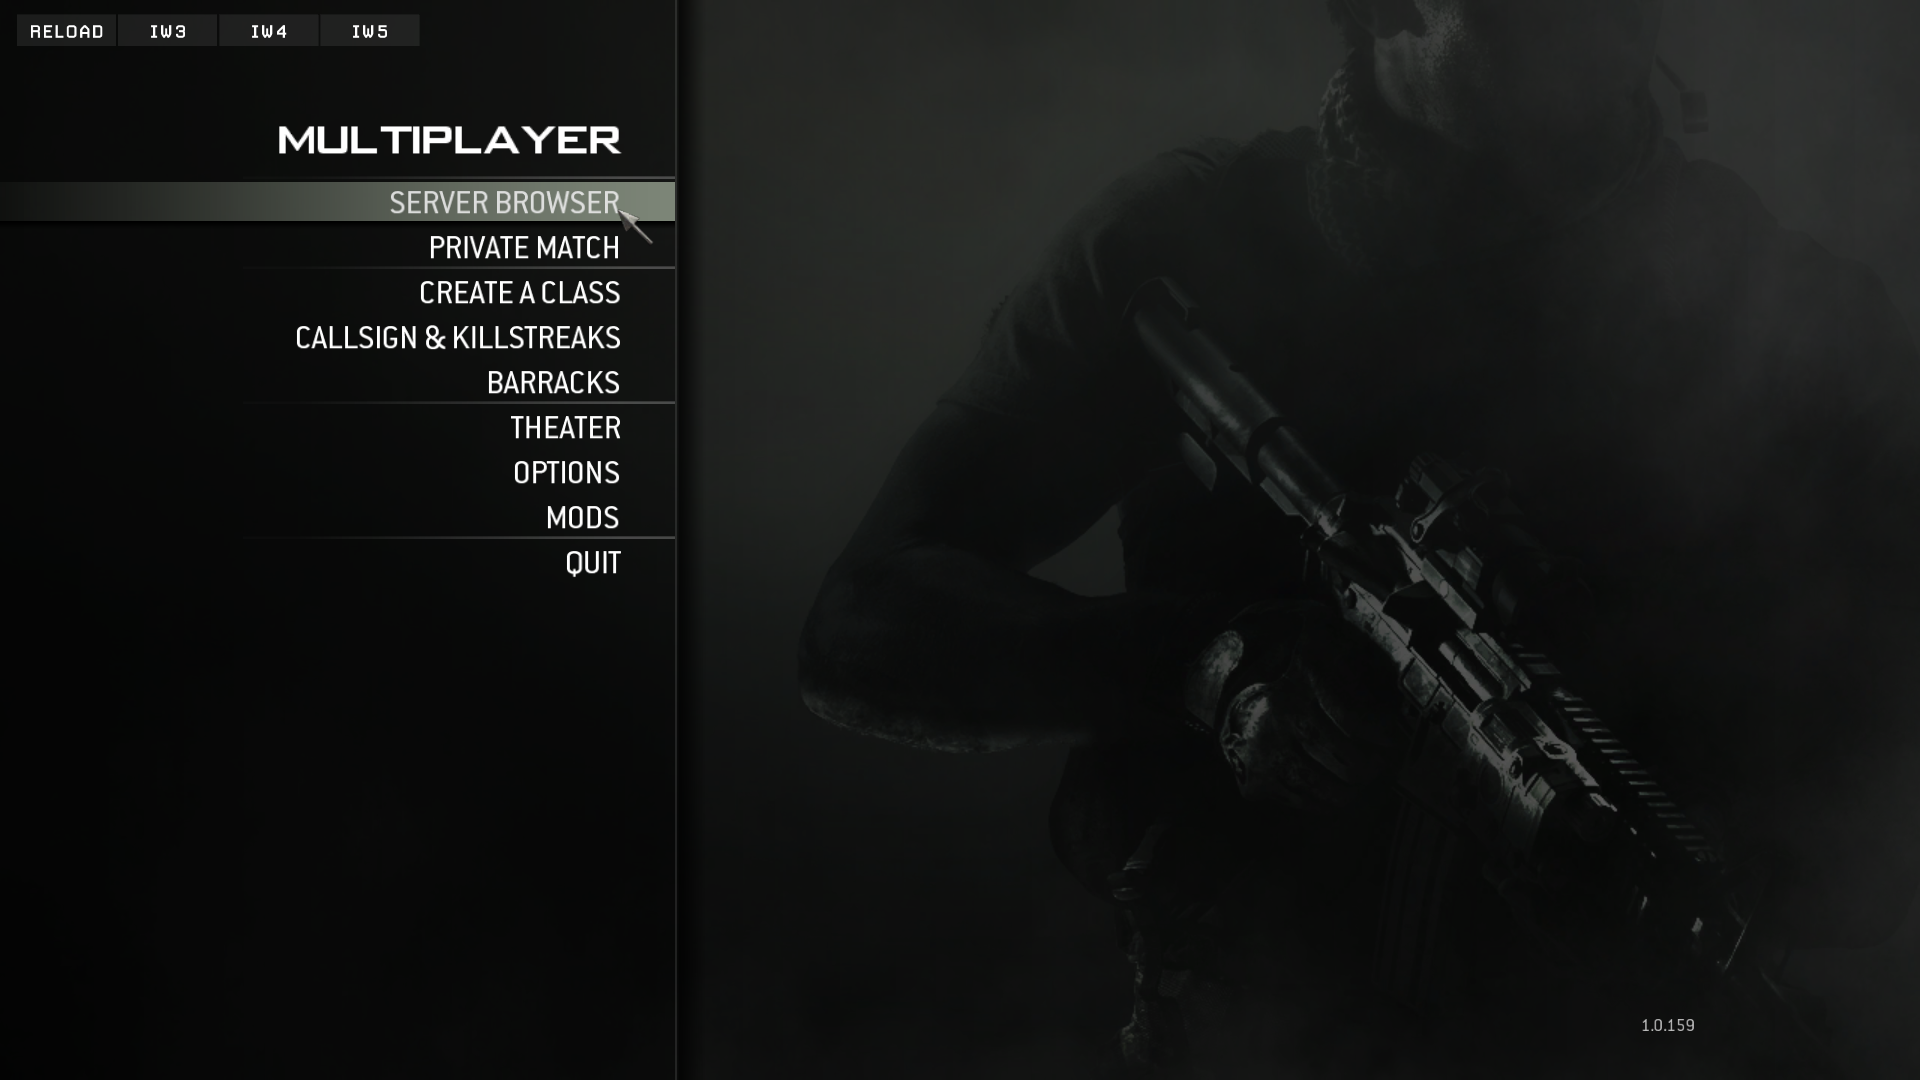 RELOAD IW3 IW4 IW5
MULTIPLAYER
SERVER BROWSER
PRIVATE MATCH
CREATE A CLASS
CALLSIGN & KILLSTREAKS
BARRACKS
THEATER
OPTIONS
MODS
QUIT
1.0.159